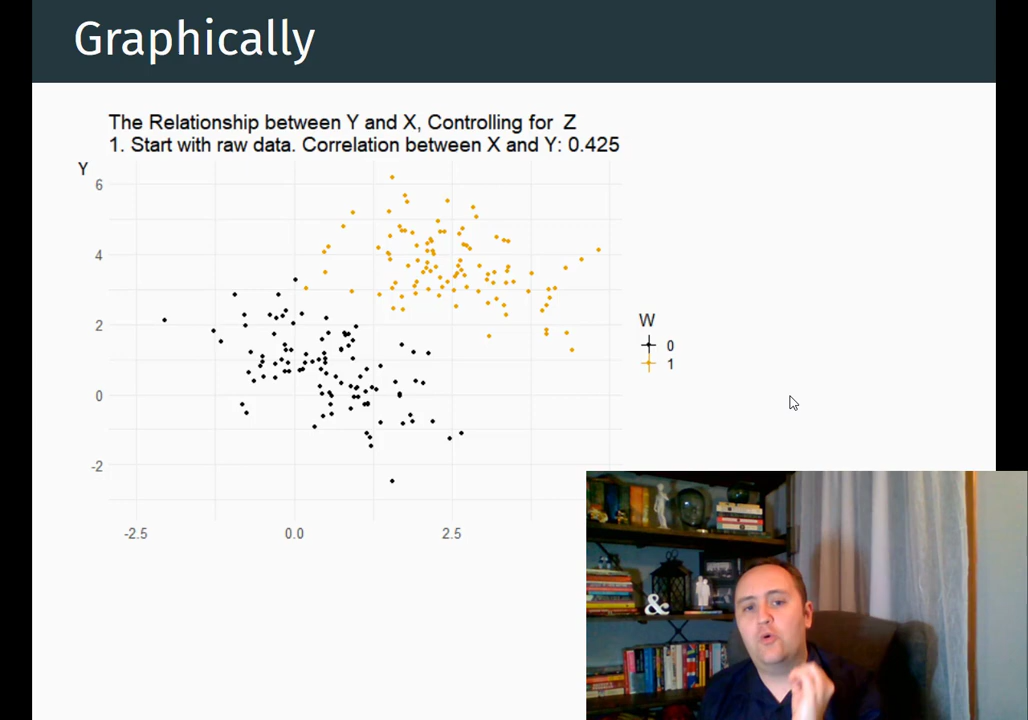 Graphically
The Relationship between Y and X, Controlling for  Z
1. Start with raw data. Correlation between X and Y: 0.425
Y
6
4
2
0
-2
-2.5
0.0
2.5
W
0
1
&